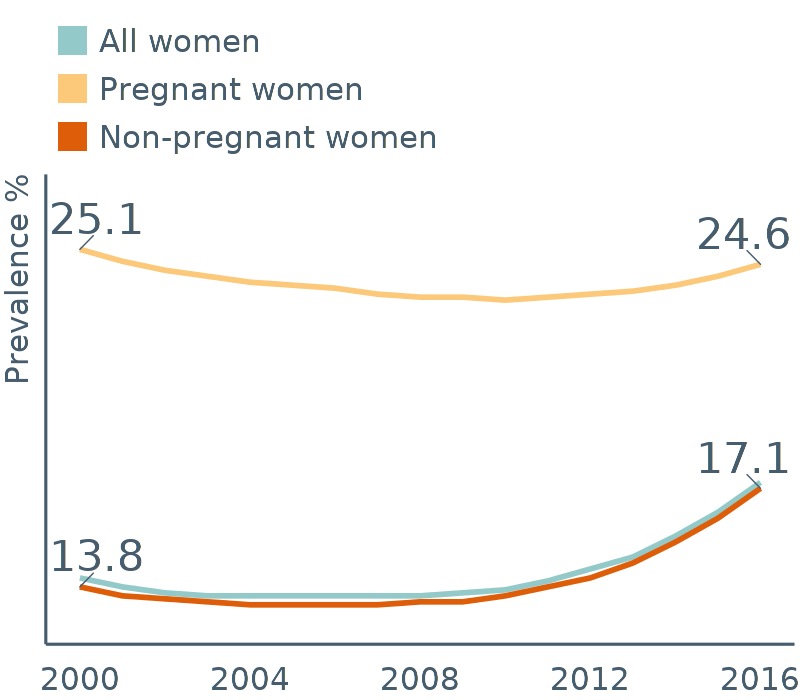 All women
Pregnant women
Non-pregnant women
Prevalence %
25.1
24.6
17.1
13.8
2000 2004 2008 2012 2016